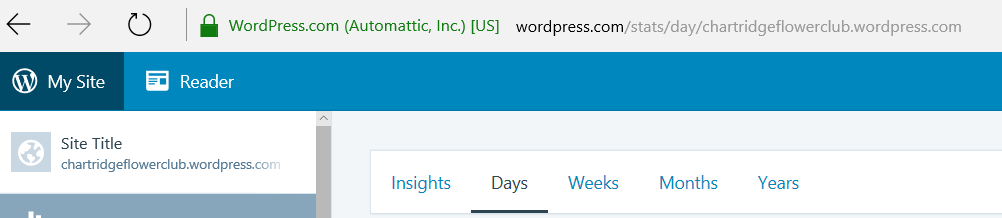 WordPress.com (Automattic, Inc.) [US] wordpress.com/stats/day/chartridgeflowerclub.wordpress.com
My Site Reader
Site Title
chartridgeflowerclub.wordpress.com
Insights Days Weeks Months Years